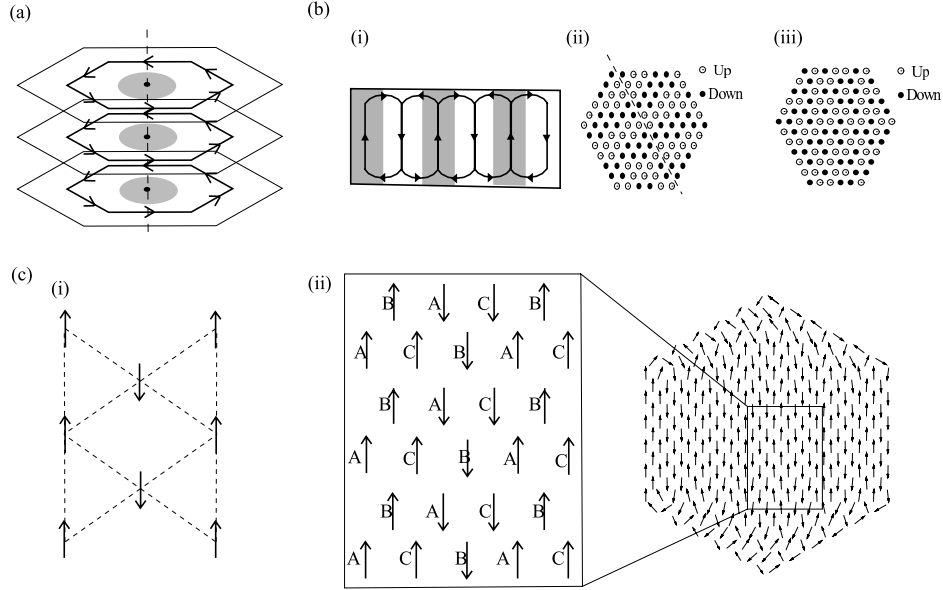 (a)
(b)
(i)
(ii)
(iii)
Up
Down
Up
Down
(c)
(i)
(ii)
B A C B
A C B A C
B A C B
A C B A C
B A C B
A C B A C